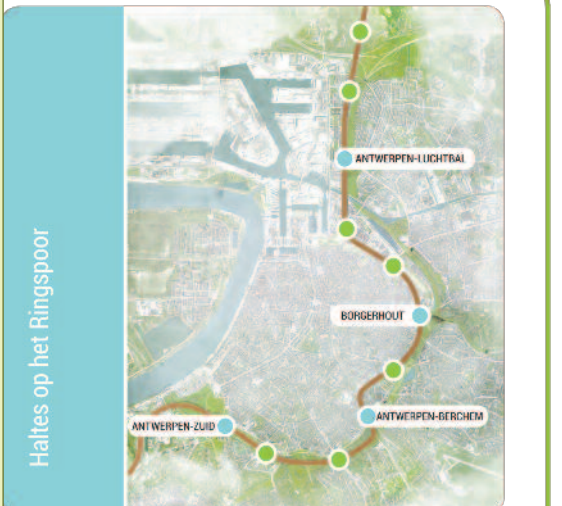 Haltes op het Ringspoor
ANTWERPEN-LUCHTBAL
BORGERHOUT
ANTWERPEN-BERCHEM
ANTWERPEN-ZUID